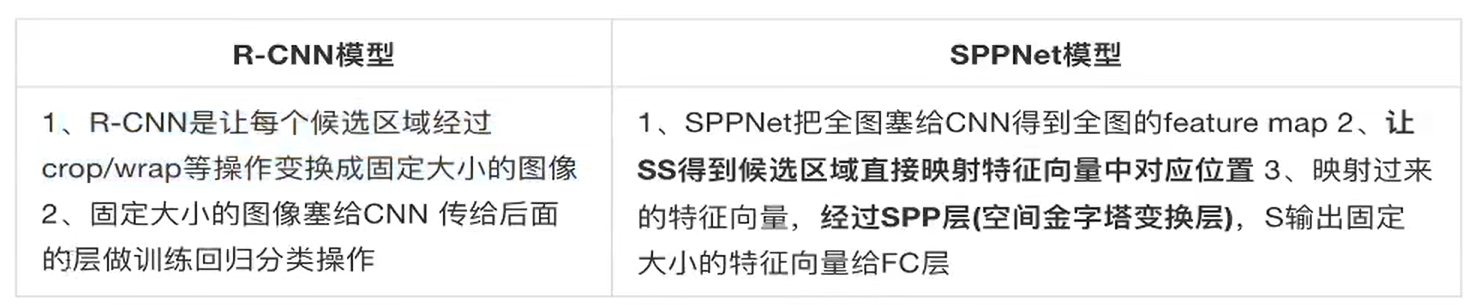 R-CNN模型
SPPNet模型
1、R-CNN是让每个候选区域经过
crop/wrap等操作变换成固定大小的图像
2、固定大小的图像塞给CNN 传给后面
的层做训练回归分类操作
1、SPPNet把全图塞给CNN得到全图的feature map 2、让
SS得到候选区域直接映射特征向量中对应位置 3、映射过来
的特征向量，经过SPP层(空间金字塔变换层)，S输出固定
大小的特征向量给FC层